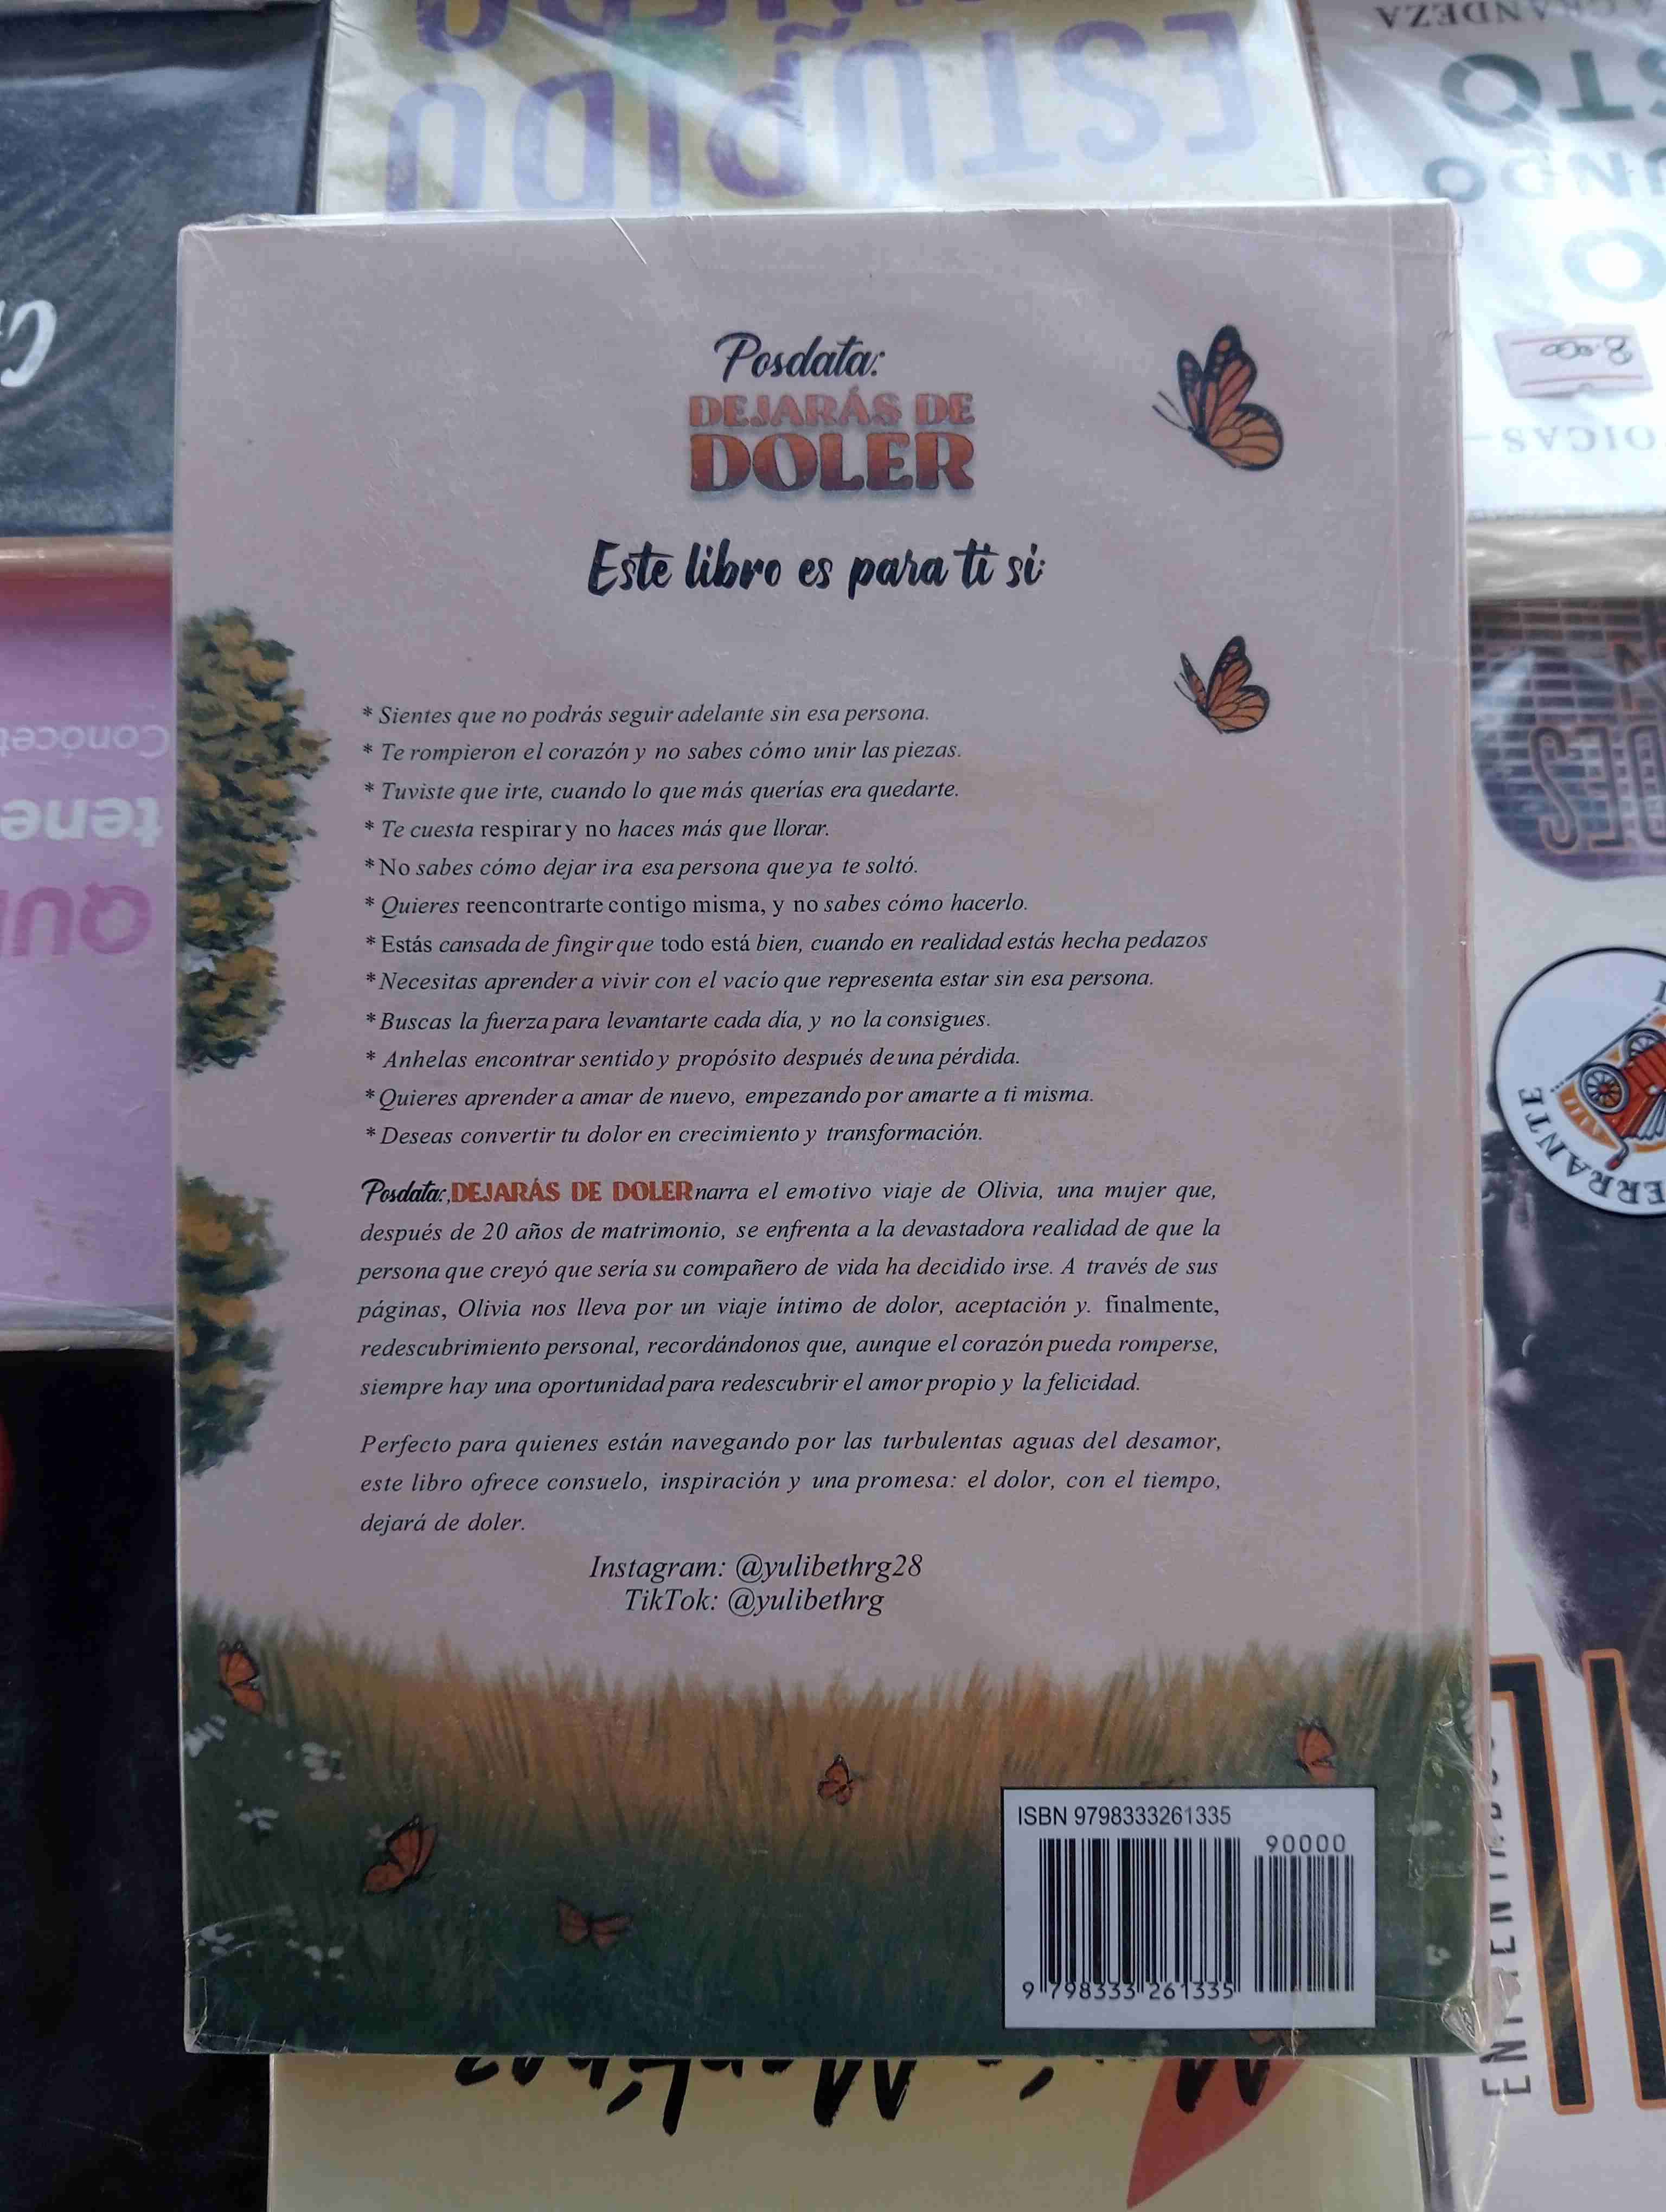 ESTÚPIDO
GRANDEZA
8.000
OICAS
Posdata:
DEJARÁS DE
DOLER
Este libro es para ti si:
* Sientes que no podrás seguir adelante sin esa persona.
* Te rompieron el corazón y no sabes cómo unir las piezas.
* Tuviste que irte, cuando lo que más querías era quedarte.
* Te cuesta respirar y no haces más que llorar.
* No sabes cómo dejar ir a esa persona que ya te soltó.
* Quieres reencontrarte contigo misma, y no sabes cómo hacerlo.
* Estás cansada de fingir que todo está bien, cuando en realidad estás hecha pedazos
* Necesitas aprender a vivir con el vacío que representa estar sin esa persona.
* Buscas la fuerza para levantarte cada día, y no la consigues.
* Anhelas encontrar sentido y propósito después de una pérdida.
* Quieres aprender a amar de nuevo, empezando por amarte a ti misma.
* Deseas convertir tu dolor en crecimiento y transformación.
Posdata:,DEJARÁS DE DOLER narra el emotivo viaje de Olivia, una mujer que,
después de 20 años de matrimonio, se enfrenta a la devastadora realidad de que la
persona que creyó que sería su compañero de vida ha decidido irse. A través de sus
páginas, Olivia nos lleva por un viaje íntimo de dolor, aceptación y. finalmente,
redescubrimiento personal, recordándonos que, aunque el corazón pueda romperse,
siempre hay una oportunidad para redescubrir el amor propio y la felicidad.
Perfecto para quienes están navegando por las turbulentas aguas del desamor,
este libro ofrece consuelo, inspiración y una promesa: el dolor, con el tiempo,
dejará de doler.
Instagram: @yulibethrg28
TikTok: @yulibethrg
ISBN 9798333261335
90000
9 798333 261335
Conócet
tene
QUI
ERRANTE